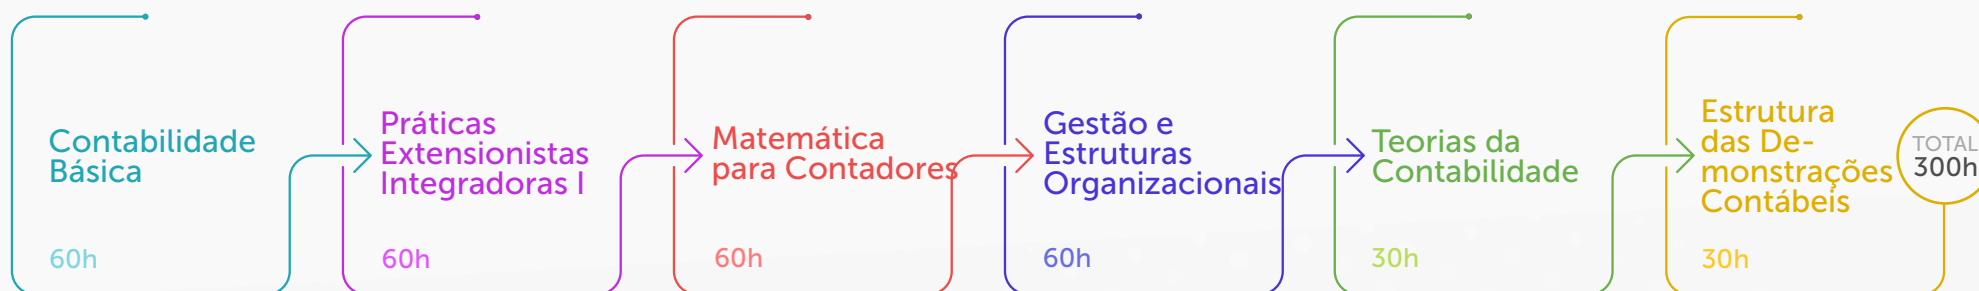 Contabilidade
Básica
60h
Práticas
Extensionistas
Integradoras I
60h
Matemática
para Contadores
60h
Gestão e
Estruturas
Organizacionais
60h
Teorias da
Contabilidade
30h
Estrutura
das De-
monstrações
Contábeis
30h
TOTAL
300h